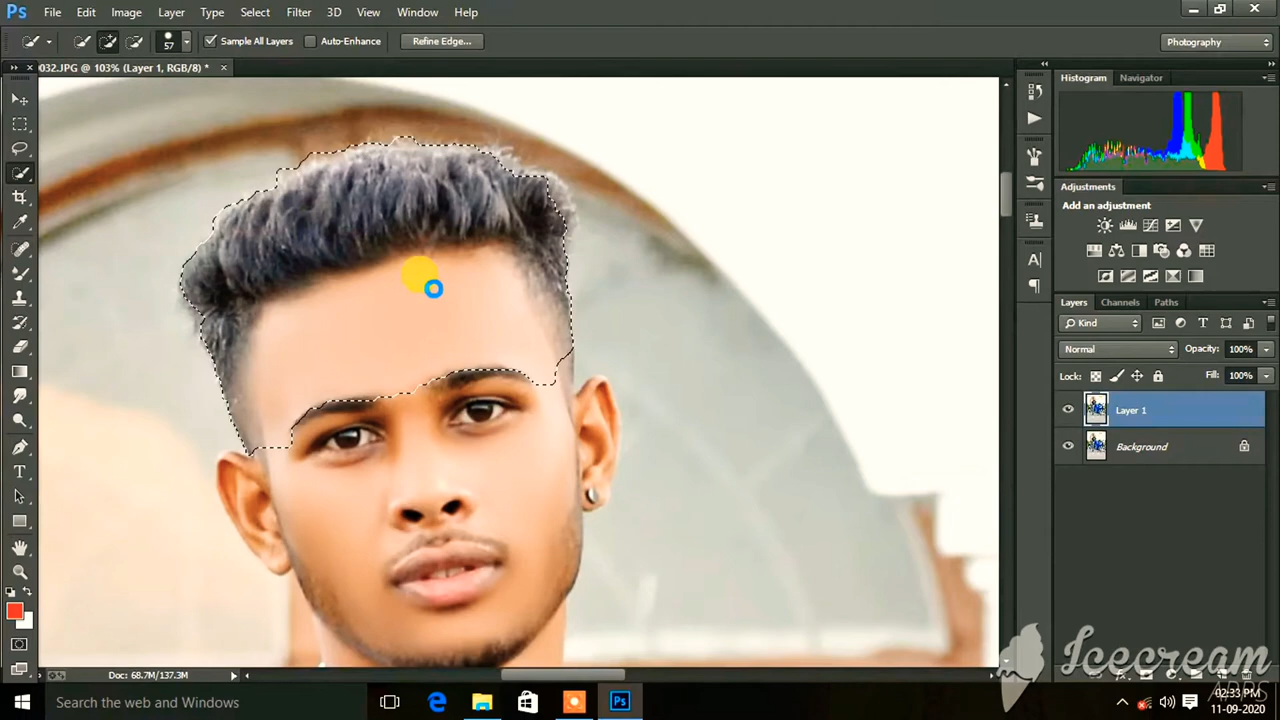 Ps File Edit Image Layer Type Select Filter 3D View Window Help
57 Sample All Layers Auto-Enhance Refine Edge... Photography
032.JPG @ 103% (Layer 1, RGB/8) * ×
Histogram Navigator
Adjustments
Add an adjustment
Layers Channels Paths
Kind
Normal Opacity: 100%
Lock: Fill: 100%
Layer 1
Background
Doc: 68.7M/137.3M
Icecream
APPS
Search the web and Windows
02:33 PM
11-09-2020